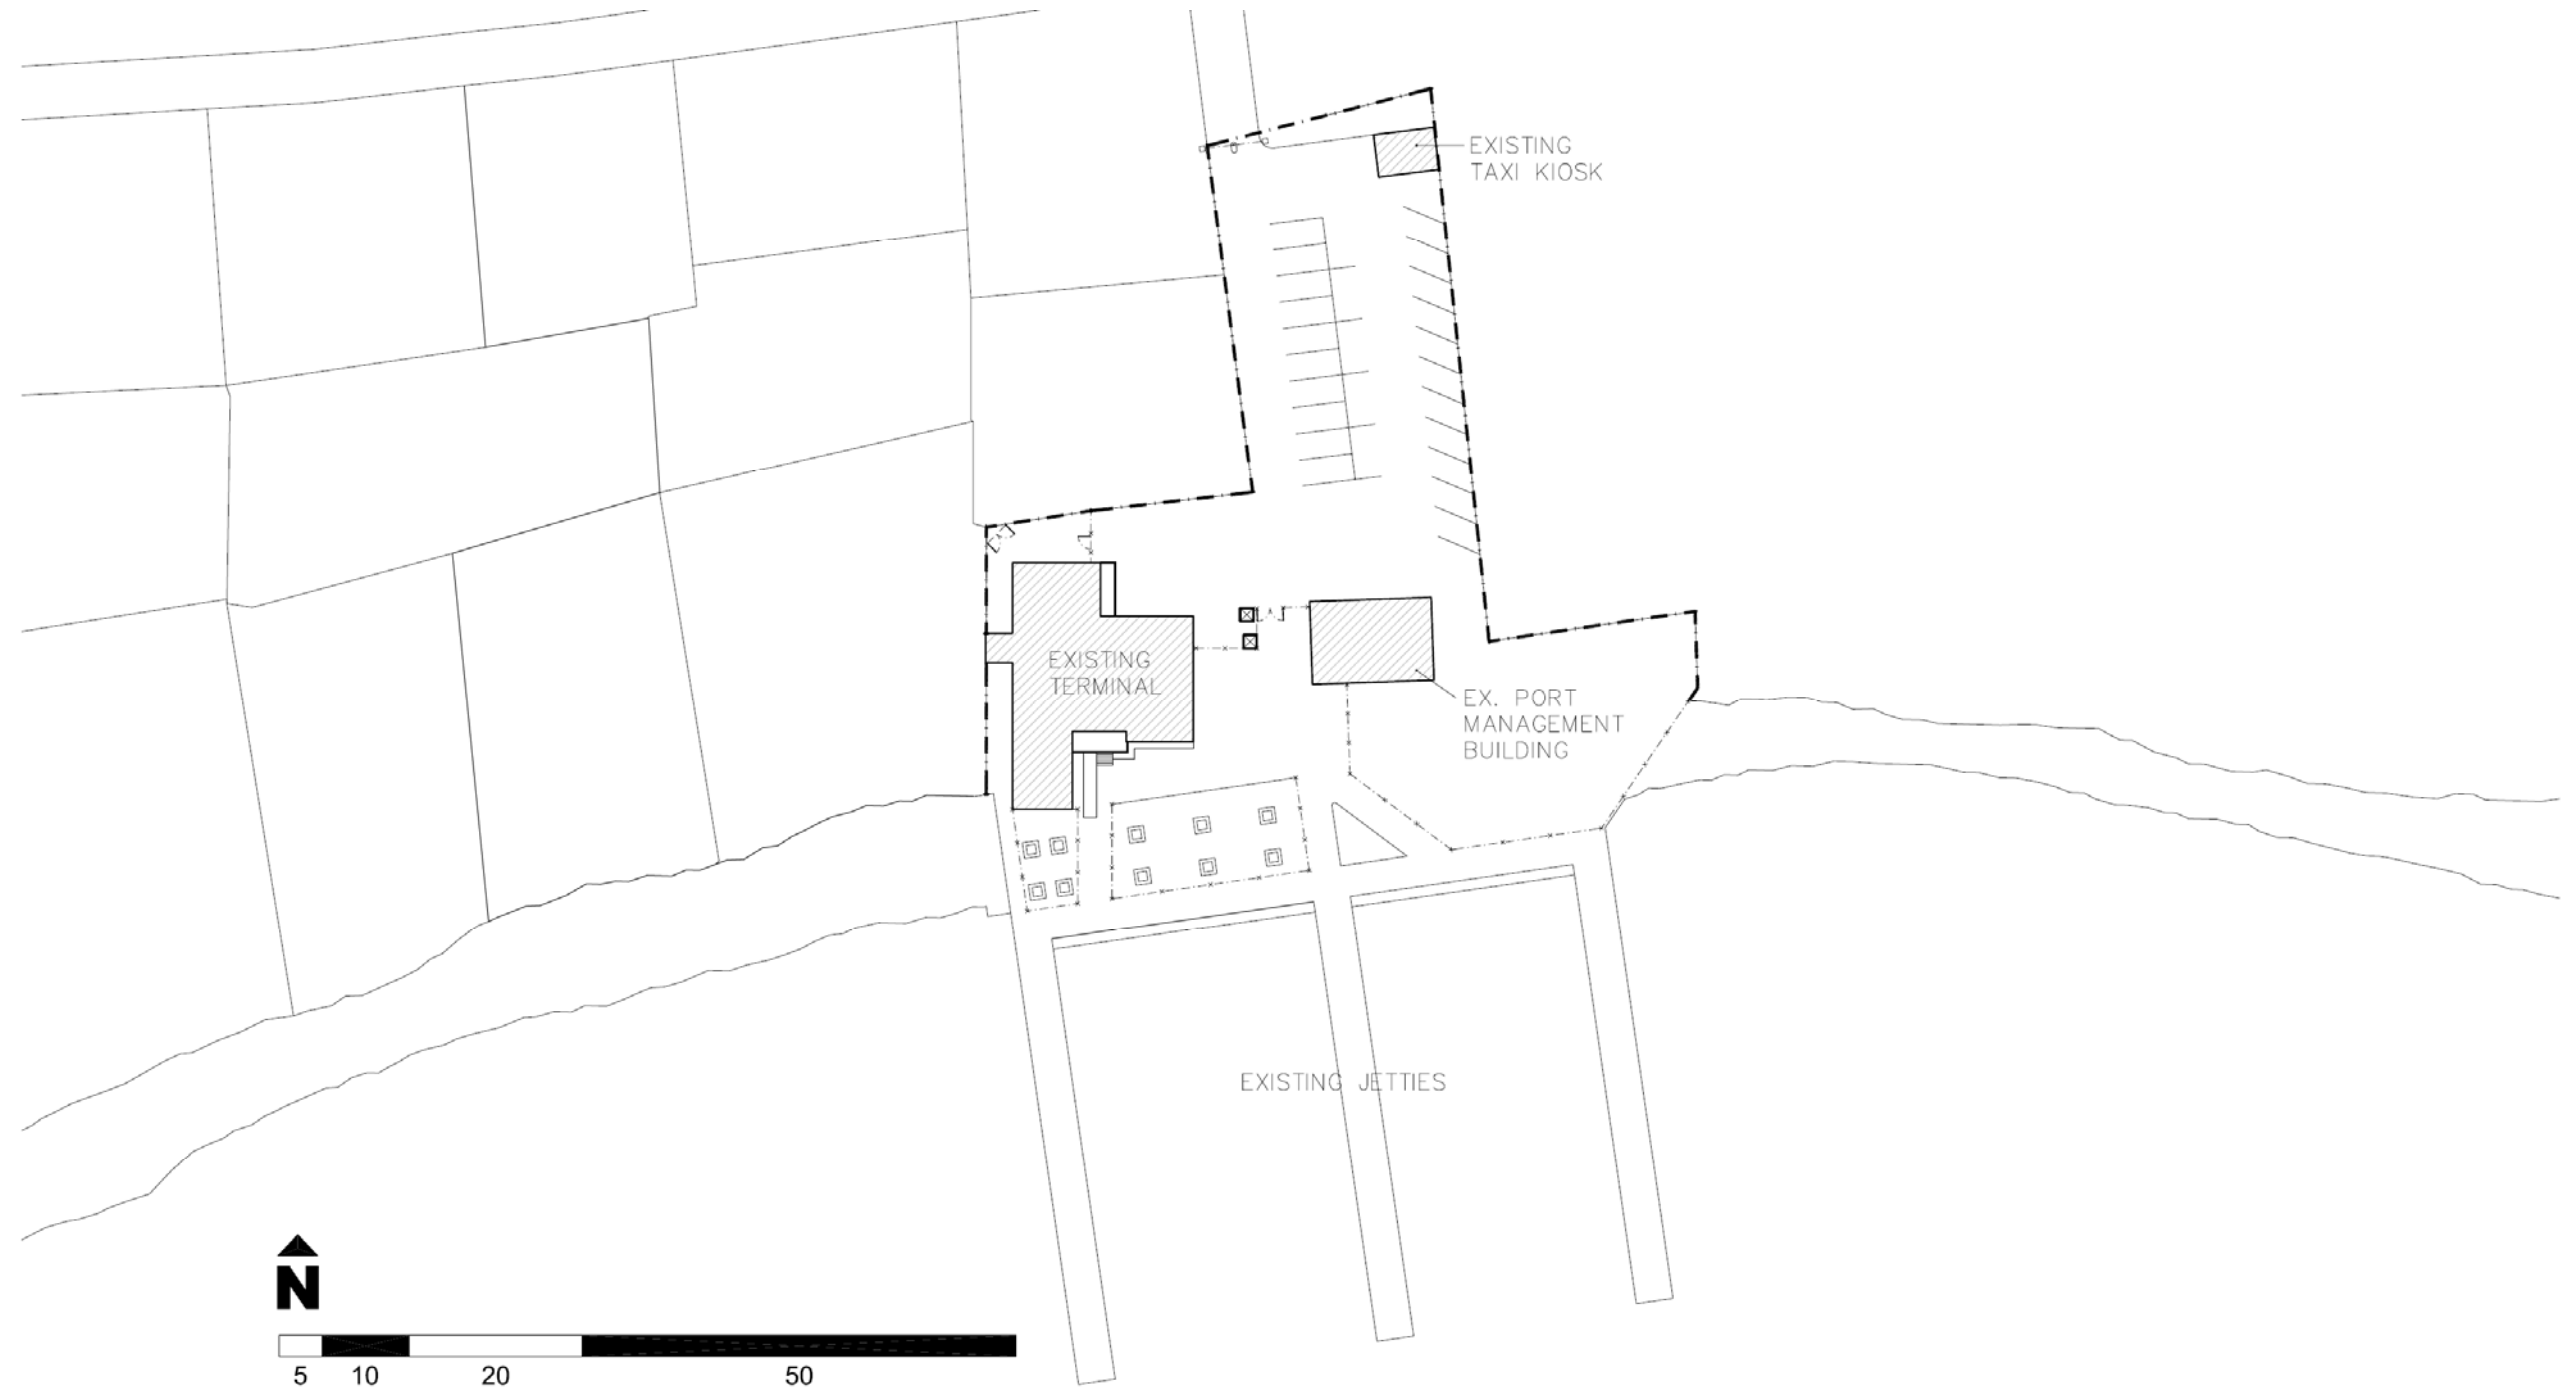 EXISTING
TAXI KIOSK
EXISTING
TERMINAL
EX. PORT
MANAGEMENT
BUILDING
EXISTING JETTIES
N
5 10 20 50